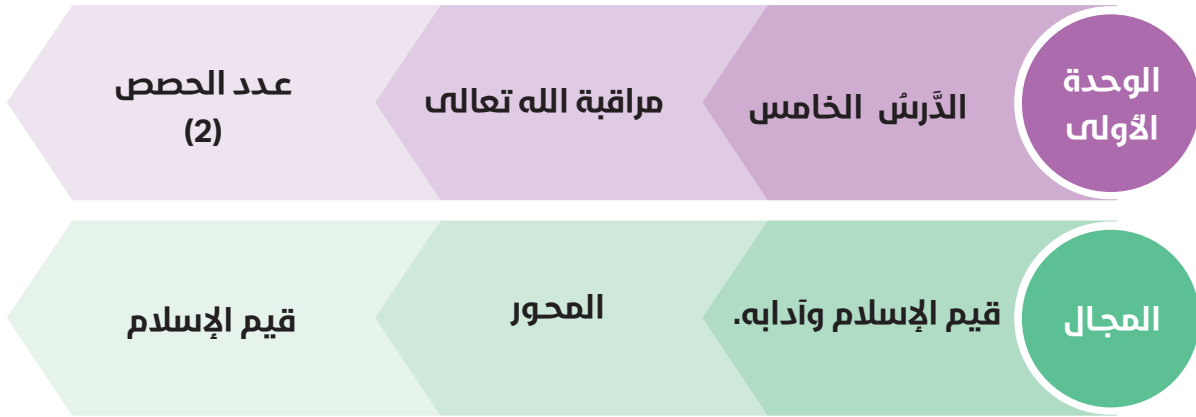 الوحدة
الأولى
الدَّرسُ الخامس
مراقبة الله تعالى
عدد الحصص
(2)
المجال
قيم الإسلام وآدابه.
المحور
قيم الإسلام